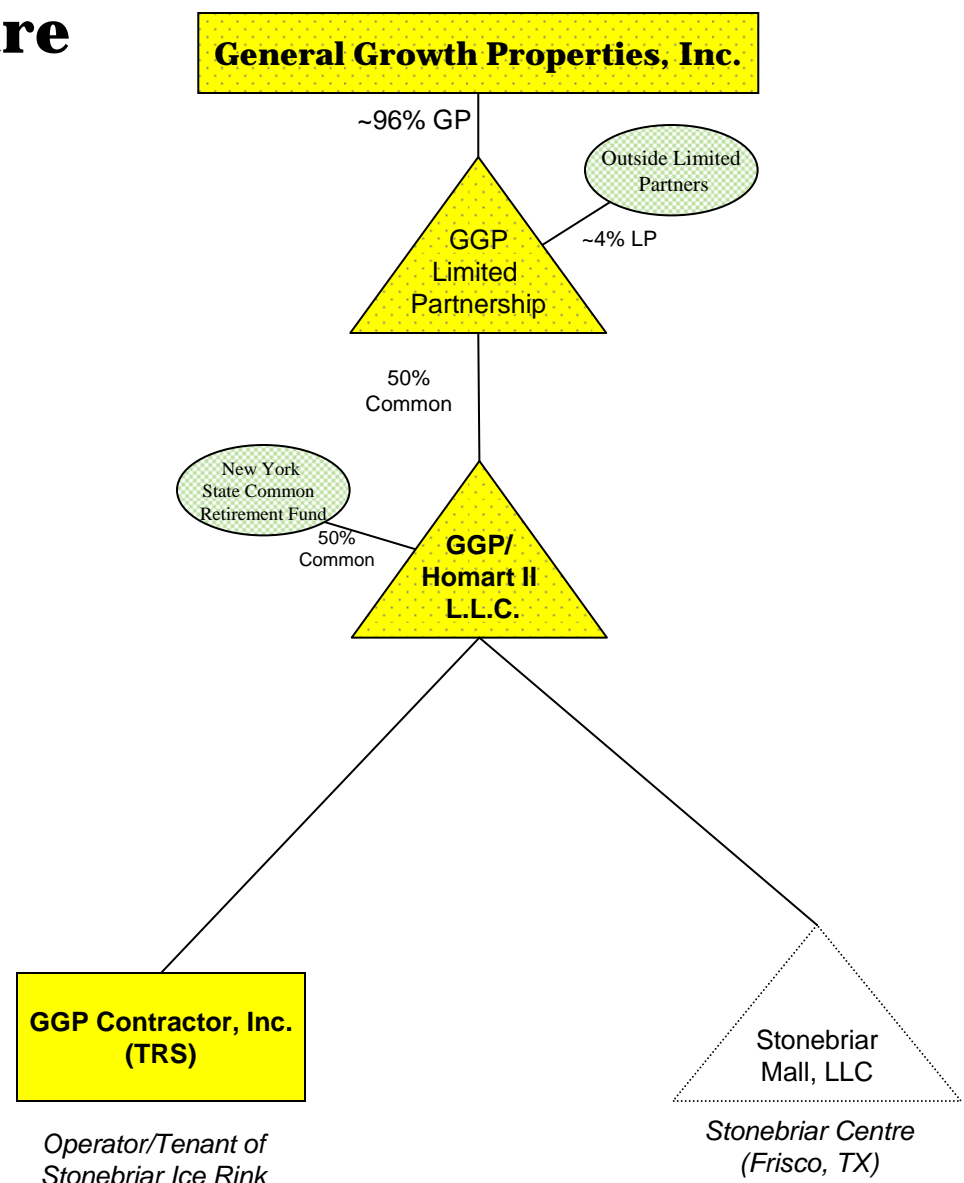 General Growth Properties, Inc.
~96% GP
Outside Limited
Partners
~4% LP
GGP
Limited
Partnership
50%
Common
New York
State Common
Retirement Fund
50%
Common
GGP/
Homart II
L.L.C.
GGP Contractor, Inc.
(TRS)
Stonebriar
Mall, LLC
Operator/Tenant of
Stonebriar Ice Rink
Stonebriar Centre
(Frisco, TX)